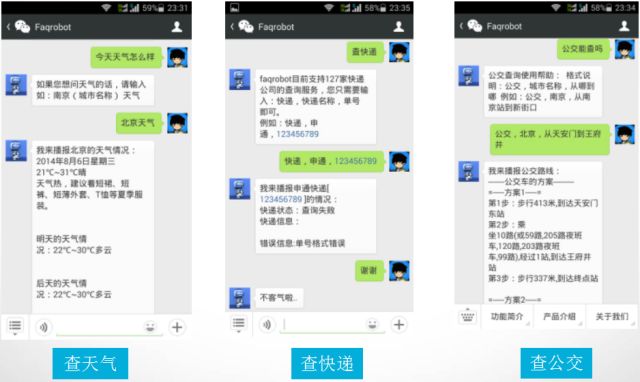 59% 23:31
Faqrobot
今天天气怎么样
如果您想问天气的话，请输入
如：南京（城市名称）天气
北京天气
我来播报北京的天气情况：
2014年8月6日星期三
21℃~31℃晴
天气热，建议着短裙、短
裤、短薄外套、T恤等夏季服
装。
明天的天气情
况：22℃~30℃多云
后天的天气情
况：22℃~30℃多云
查天气
58% 23:35
Faqrobot
查快递
faqrobot目前支持127家快递
公司的查询服务，您只需要输
入：快递，快递名称，单号
即可。
例如：快递，申
通，123456789
快递，申通，123456789
我来播报申通快递[
123456789 ]的情况：
快递状态：查询失败
快递信息：
错误信息:单号格式错误
谢谢
不客气啦..
查快递
58% 23:34
Faqrobot
公交能查吗
公交查询使用帮助： 格式说
明：公交，城市名称，从哪到
哪 例如：公交，南京，从南
京站到新街口
公交，北京，从天安门到王府
井
我来播报公交路线：
——公交车的方案———
=----方案1----=
第1步：步行413米,到达天安门
东站
第2步：乘
坐10路(或59路,205路夜班
车,120路,203路夜班
车,99路),经过1站,到达王府井
站
第3步：步行337米,到达终点站
=----方案2----=
功能简介 产品介绍 关于我们
查公交